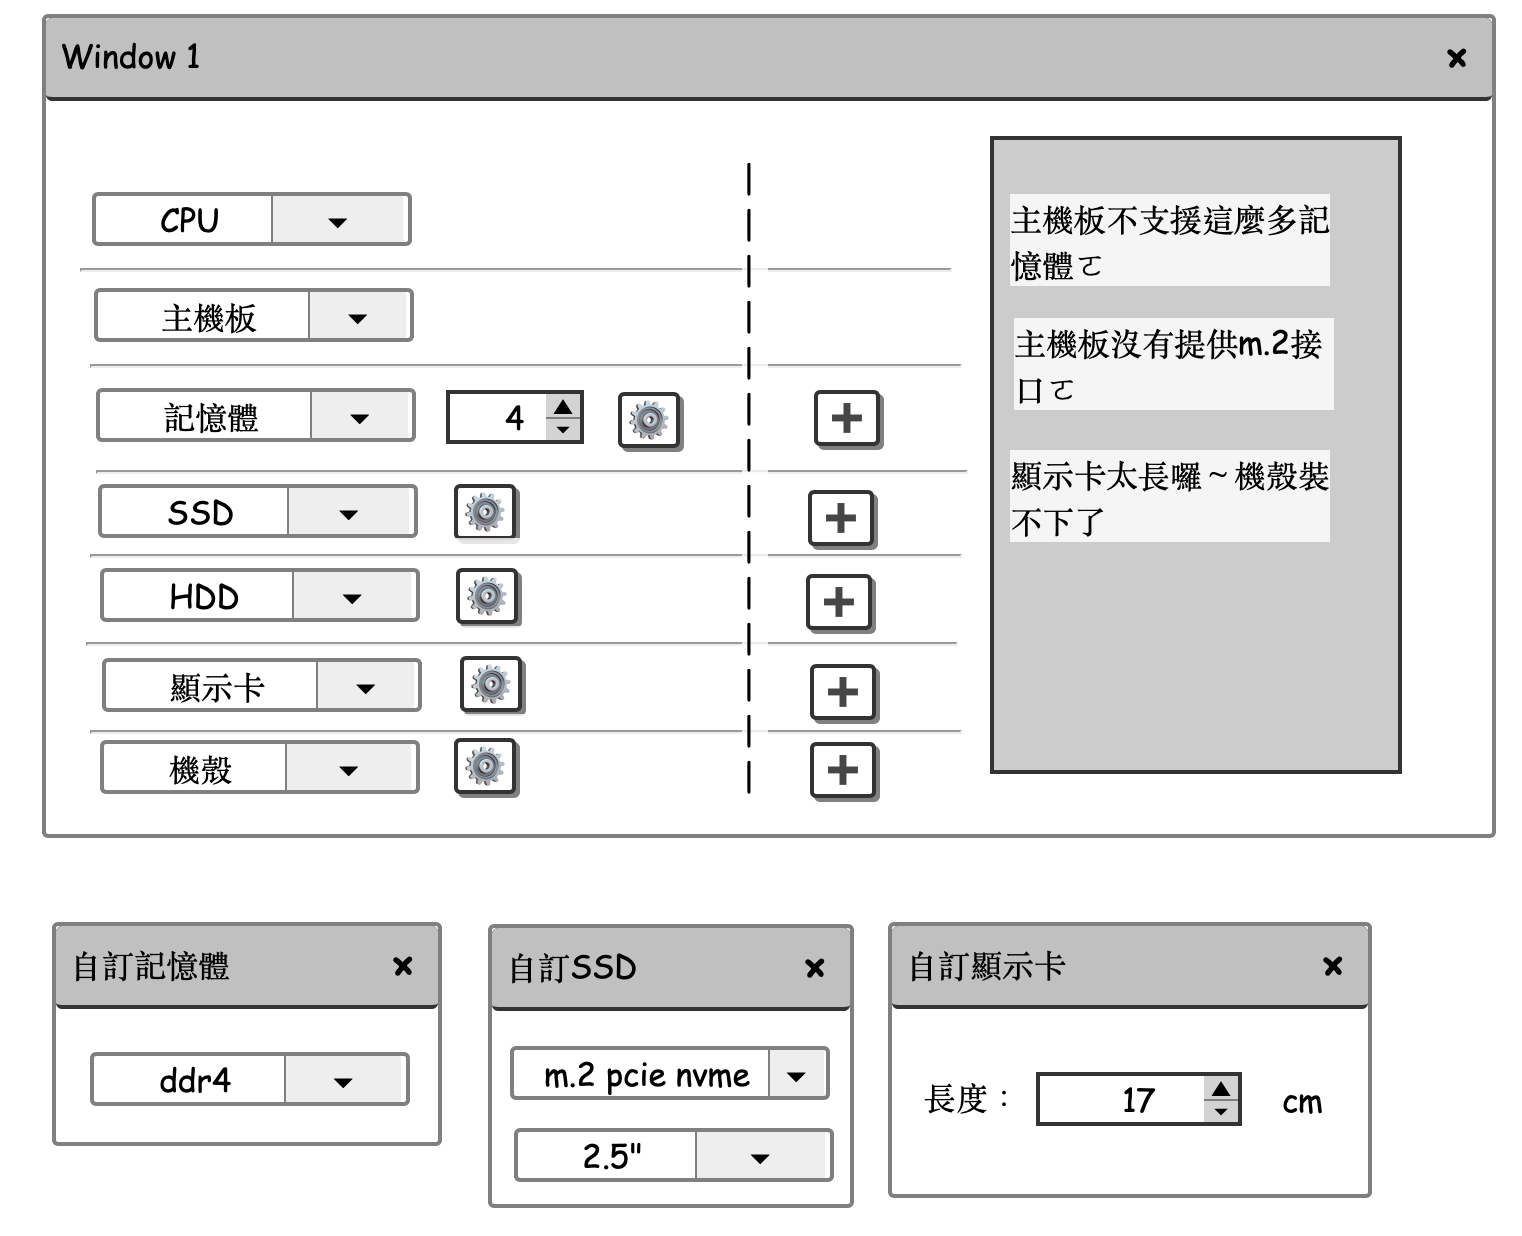 Window 1
CPU
主機板
記憶體
4
SSD
HDD
顯示卡
機殼
主機板不支援這麼多記
憶體ㄛ
主機板沒有提供m.2接
口ㄛ
顯示卡太長囉～機殼裝
不下了
自訂記憶體
ddr4
自訂SSD
m.2 pcie nvme
2.5"
自訂顯示卡
長度：
17
cm